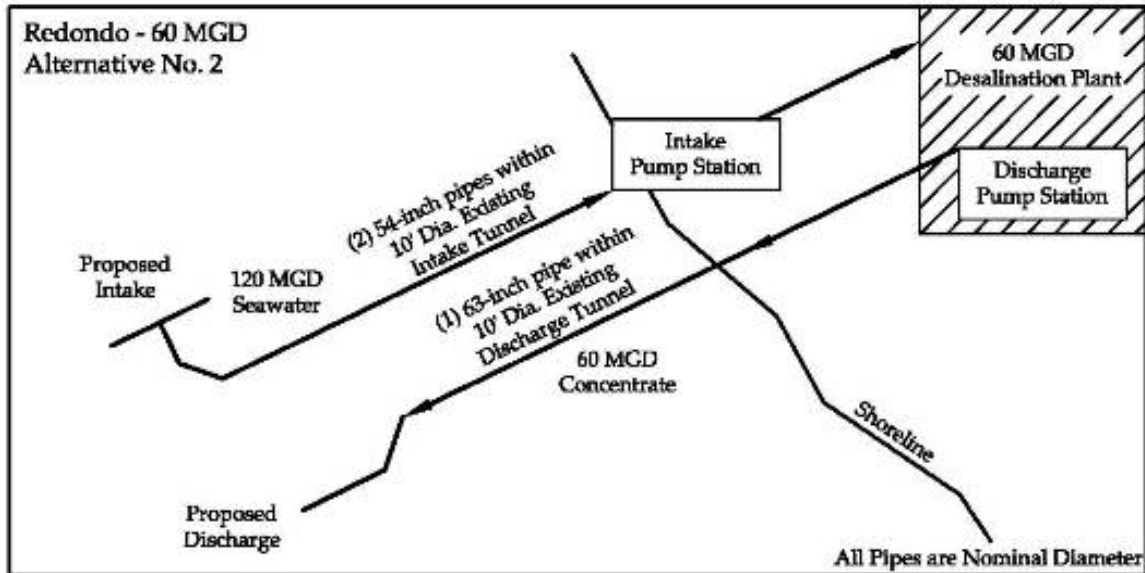 Redondo - 60 MGD
Alternative No. 2
60 MGD
Desalination Plant
Intake
Pump Station
Discharge
Pump Station
(2) 54-inch pipes within
10' Dia. Existing
Intake Tunnel
Proposed
Intake
120 MGD
Seawater
(1) 63-inch pipe within
10' Dia. Existing
Discharge Tunnel
60 MGD
Concentrate
Shoreline
Proposed
Discharge
All Pipes are Nominal Diameter